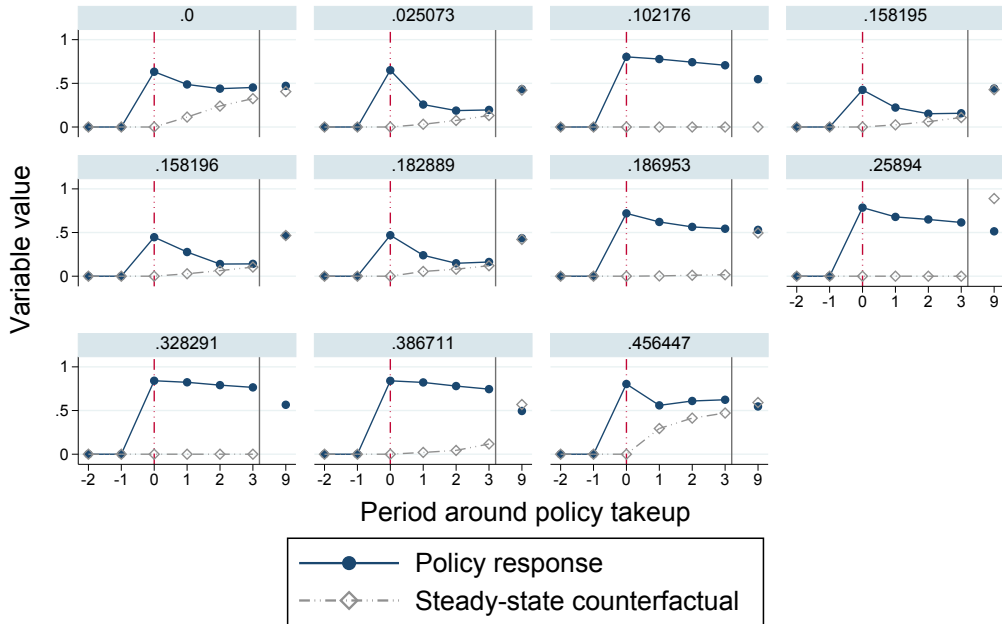 .0 .025073 .102176 .158195
1
.5
0
.158196 .182889 .186953 .25894
1
.5
0
-2 -1 0 1 2 3 9
.328291 .386711 .456447
1
.5
0
-2 -1 0 1 2 3 9 -2 -1 0 1 2 3 9 -2 -1 0 1 2 3 9
Variable value
Period around policy takeup
Policy response
Steady-state counterfactual